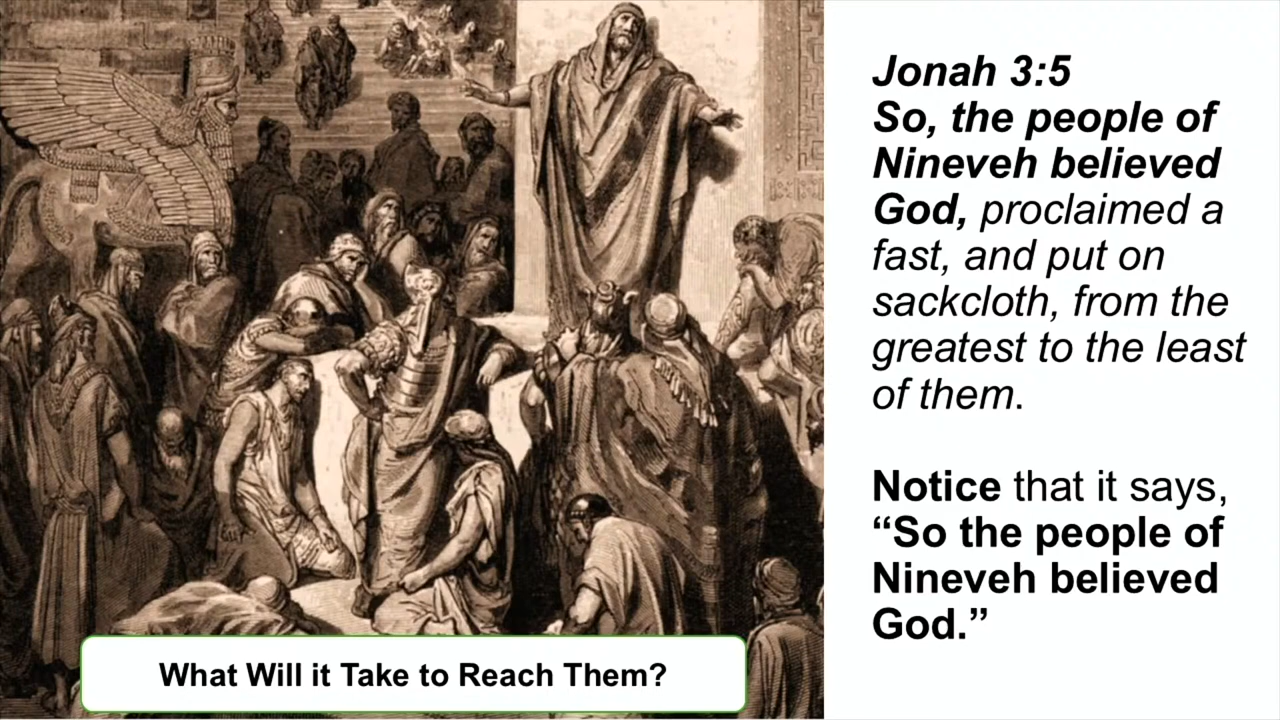 Jonah 3:5
So, the people of
Nineveh believed
God, proclaimed a
fast, and put on
sackcloth, from the
greatest to the least
of them.
Notice that it says,
“So the people of
Nineveh believed
God.”
What Will it Take to Reach Them?